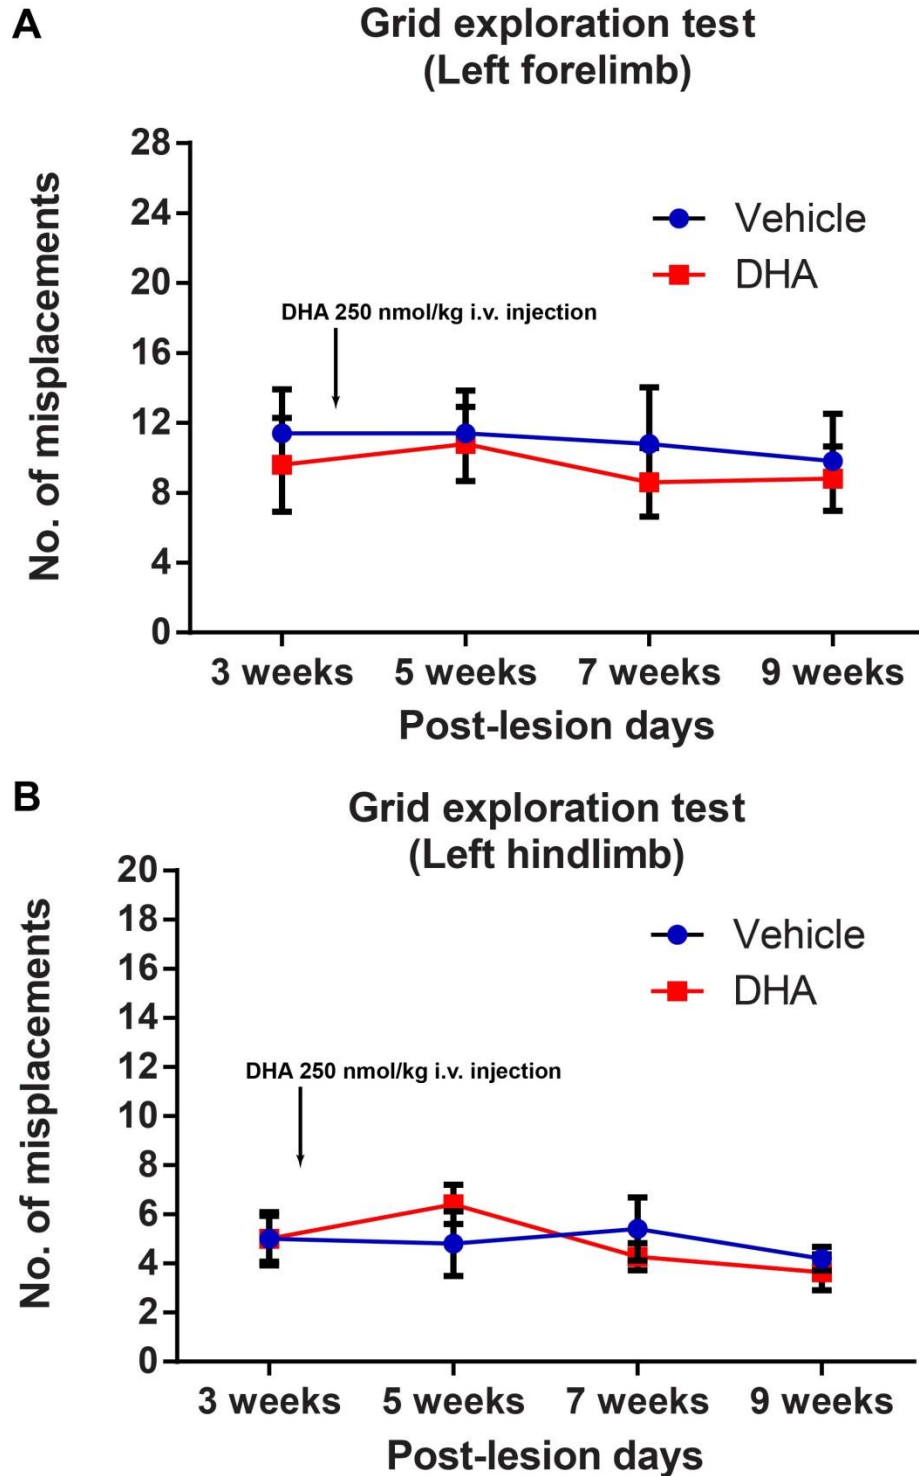 A
Grid exploration test
(Left forelimb)
28
24
20
16
12
8
4
0
No. of misplacements
Vehicle
DHA
DHA 250 nmol/kg i.v. injection
3 weeks 5 weeks 7 weeks 9 weeks
Post-lesion days
B
Grid exploration test
(Left hindlimb)
20
18
16
14
12
10
8
6
4
2
0
No. of misplacements
Vehicle
DHA
DHA 250 nmol/kg i.v. injection
3 weeks 5 weeks 7 weeks 9 weeks
Post-lesion days